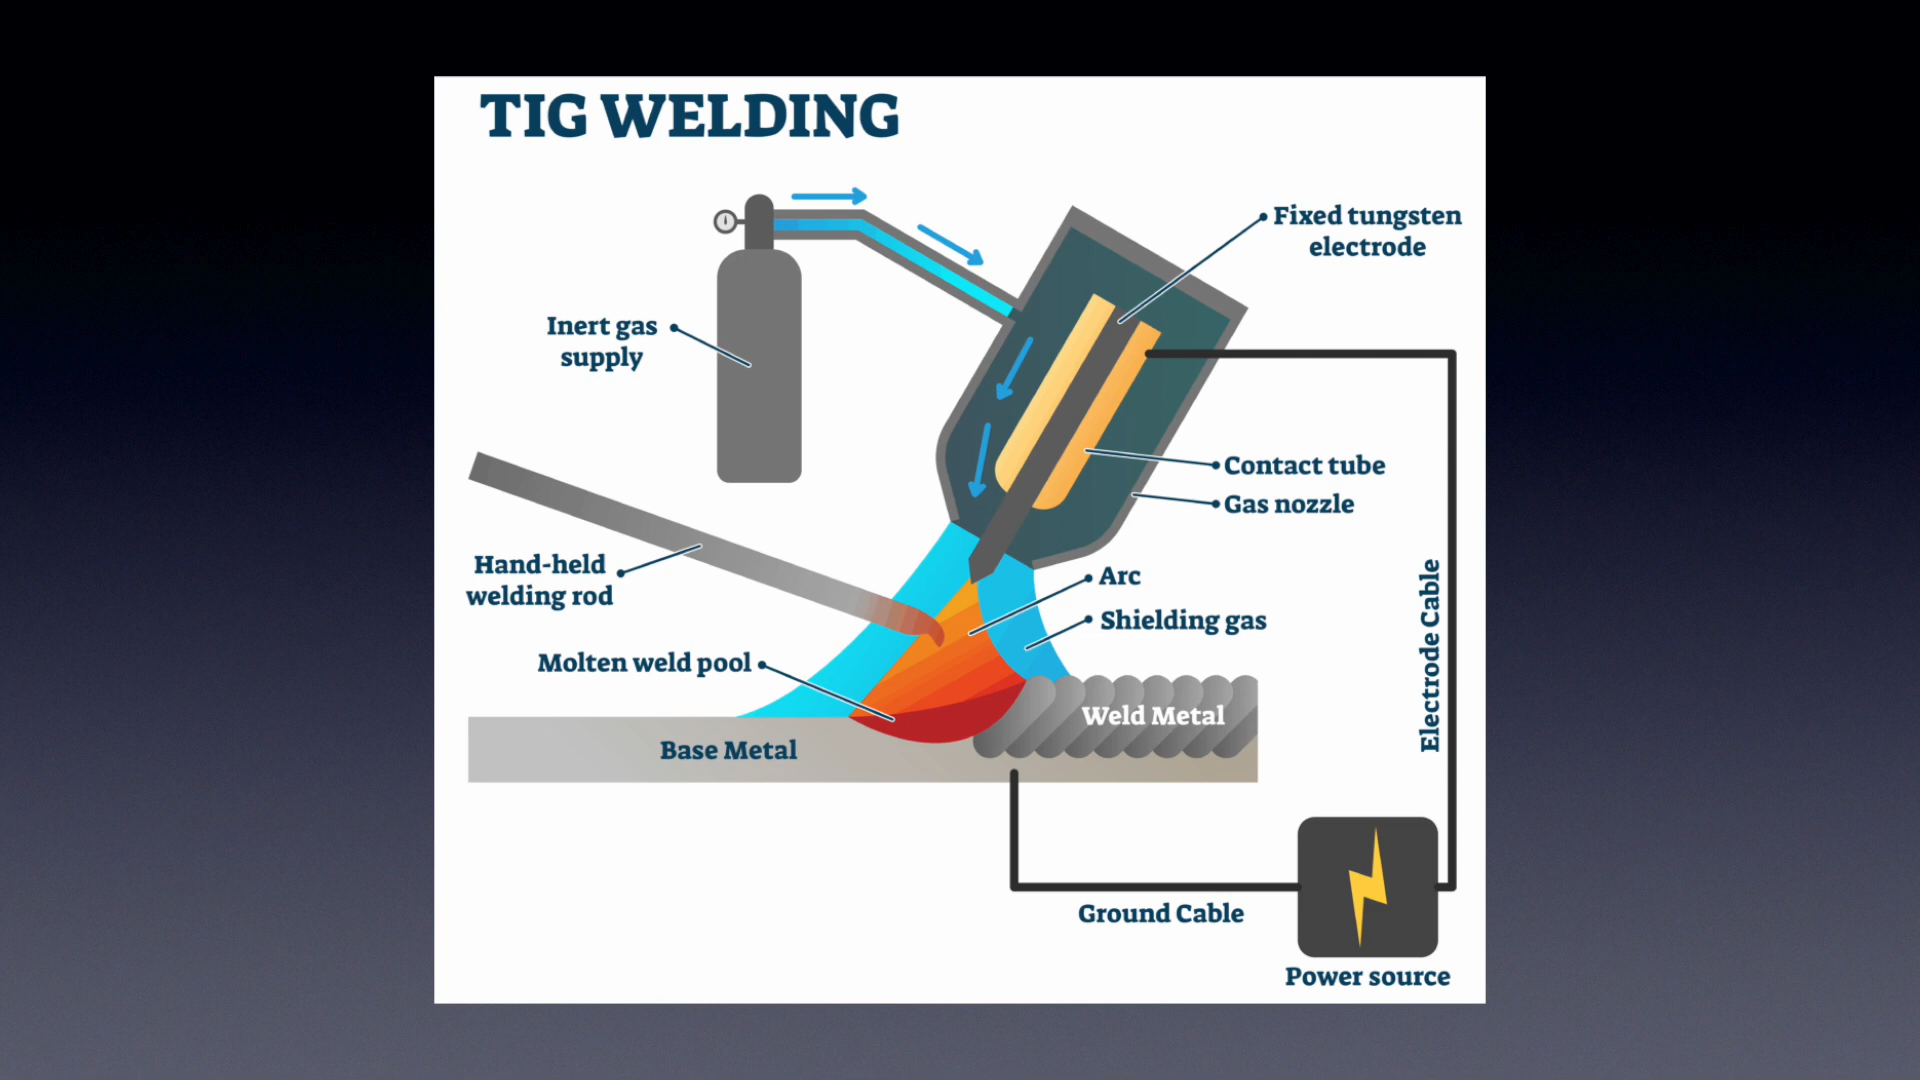 TIG WELDING
Fixed tungsten
electrode
Inert gas
supply
Contact tube
Gas nozzle
Hand-held
welding rod
Arc
Shielding gas
Molten weld pool
Electrode Cable
Weld Metal
Base Metal
Ground Cable
Power source